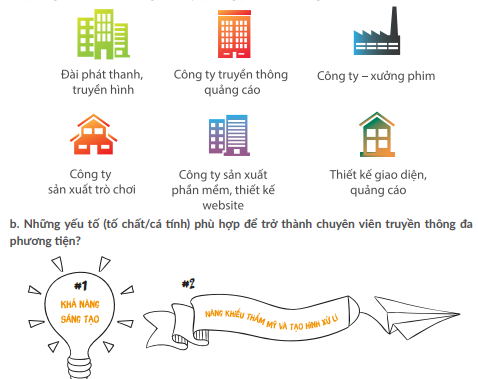 Đài phát thanh,
truyền hình
Công ty truyền thông
quảng cáo
Công ty – xưởng phim
Công ty
sản xuất trò chơi
Công ty sản xuất
phần mềm, thiết kế
website
Thiết kế giao diện,
quảng cáo
b. Những yếu tố (tố chất/cá tính) phù hợp để trở thành chuyên viên truyền thông đa
phương tiện?
#1
KHẢ NĂNG
SÁNG TẠO
#2
NĂNG KHIẾU THẨM MỸ VÀ TẠO HÌNH XỬ LÍ